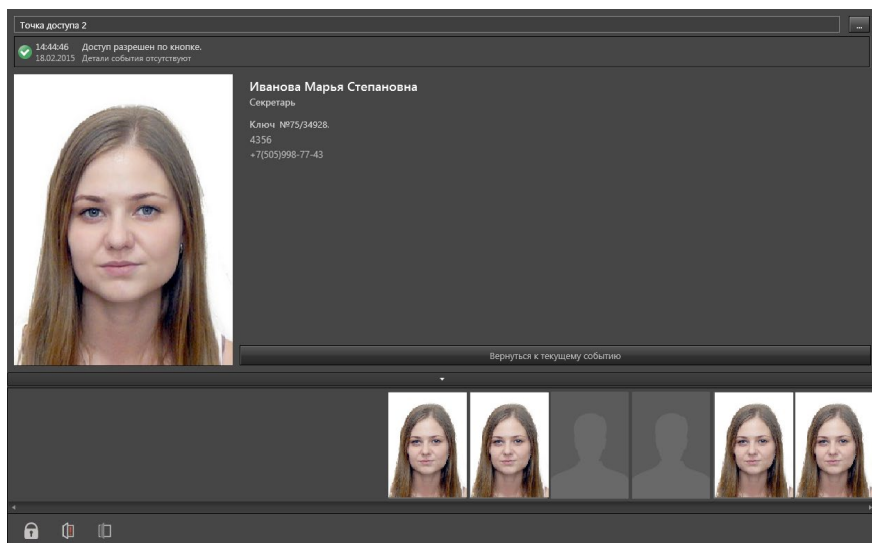 Точка доступа 2
...
14:44:46 Доступ разрешен по кнопке.
18.02.2015 Детали события отсутствуют
Иванова Марья Степановна
Секретарь
Ключ №75/34928.
4356
+7(505)998-77-43
Вернуться к текущему событию